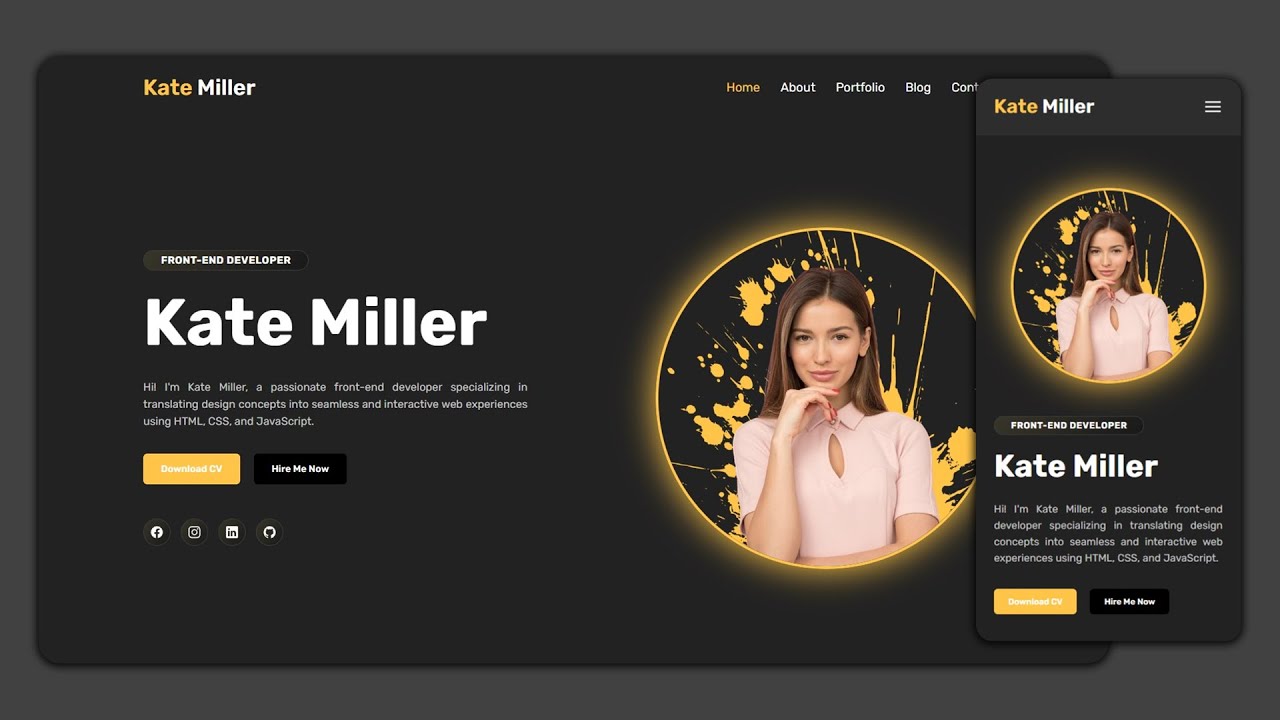 Kate Miller
Home About Portfolio Blog
FRONT-END DEVELOPER
Kate Miller
Hi! I'm Kate Miller, a passionate front-end developer specializing in
translating design concepts into seamless and interactive web experiences
using HTML, CSS, and JavaScript.
Download CV Hire Me Now
Kate Miller
FRONT-END DEVELOPER
Kate Miller
Hi! I'm Kate Miller, a passionate front-end
developer specializing in translating design
concepts into seamless and interactive web
experiences using HTML, CSS, and JavaScript.
Download CV Hire Me Now